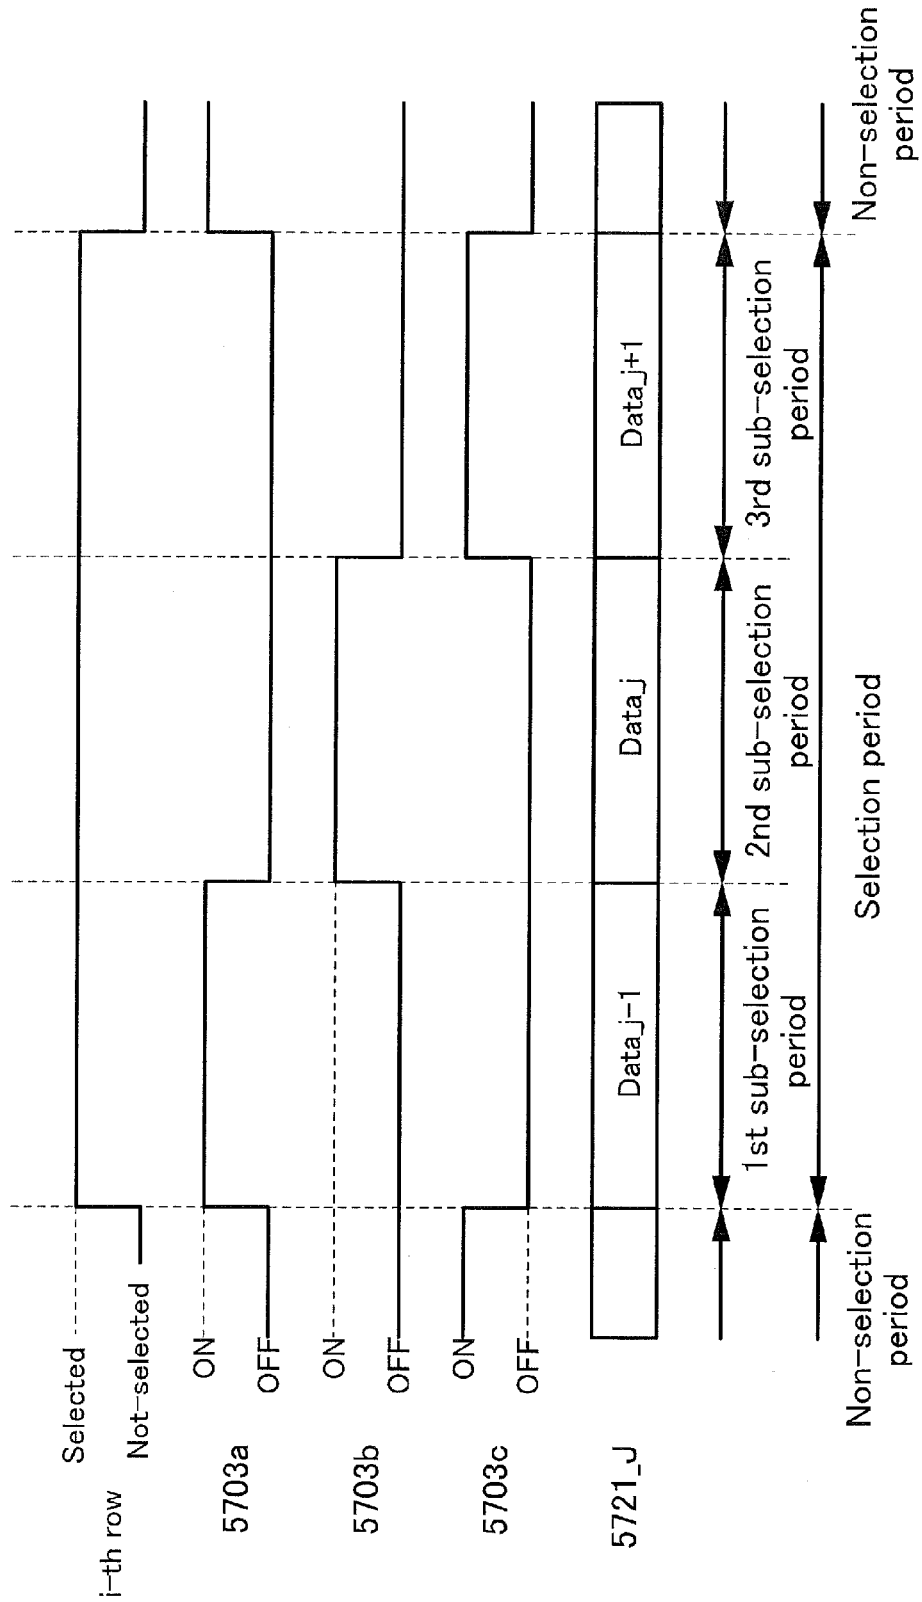 i-th row
Selected
Not-selected
5703a
ON
OFF
5703b
ON
OFF
5703c
ON
OFF
5721_J
Data_j-1
Data_j
Data_j+1
1st sub-selection
period
2nd sub-selection
period
3rd sub-selection
period
Non-selection
period
Selection period
Non-selection
period